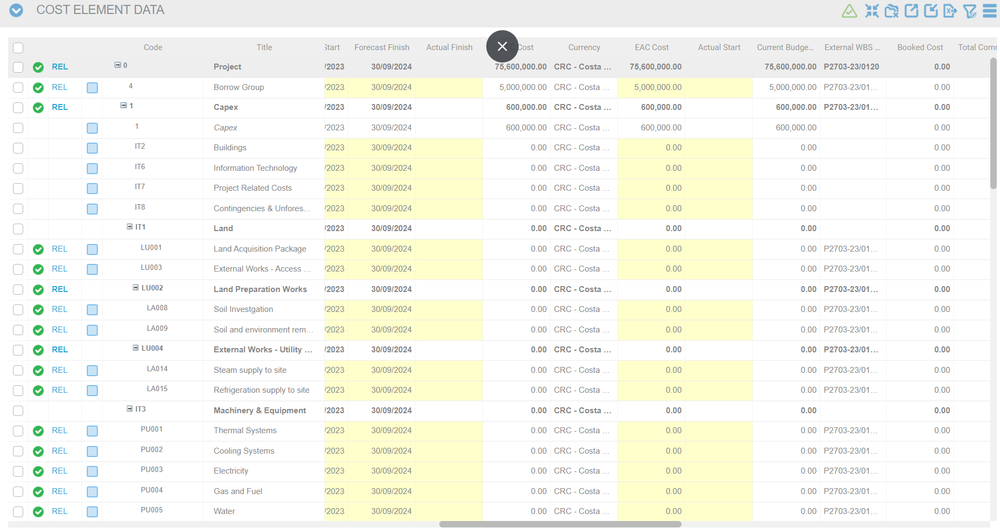 COST ELEMENT DATA
Code Title Start Forecast Finish Actual Finish Cost Currency EAC Cost Actual Start Current Budge... External WBS ... Booked Cost Total Com
REL 0 Project /2023 30/09/2024 75,600,000.00 CRC - Costa ... 75,600,000.00 75,600,000.00 P2703-23/0120 0.00
REL 4 Borrow Group /2023 30/09/2024 5,000,000.00 CRC - Costa ... 5,000,000.00 5,000,000.00 P2703-23/01... 0.00
REL 1 Capex /2023 30/09/2024 600,000.00 CRC - Costa ... 600,000.00 600,000.00 P2703-23/01... 0.00
1 Capex /2023 30/09/2024 600,000.00 CRC - Costa ... 600,000.00 600,000.00 0.00
IT2 Buildings /2023 30/09/2024 0.00 CRC - Costa ... 0.00 0.00 0.00
IT6 Information Technology /2023 30/09/2024 0.00 CRC - Costa ... 0.00 0.00 0.00
IT7 Project Related Costs /2023 30/09/2024 0.00 CRC - Costa ... 0.00 0.00 0.00
IT8 Contingencies & Unfores... /2023 30/09/2024 0.00 CRC - Costa ... 0.00 0.00 0.00
IT1 Land /2023 30/09/2024 0.00 CRC - Costa ... 0.00 0.00 0.00
REL LU001 Land Acquisition Package /2023 30/09/2024 0.00 CRC - Costa ... 0.00 0.00 P2703-23/01... 0.00
REL LU003 External Works - Access ... /2023 30/09/2024 0.00 CRC - Costa ... 0.00 0.00 P2703-23/01... 0.00
REL LU002 Land Preparation Works /2023 30/09/2024 0.00 CRC - Costa ... 0.00 0.00 P2703-23/01... 0.00
REL LA008 Soil Investgation /2023 30/09/2024 0.00 CRC - Costa ... 0.00 0.00 P2703-23/01... 0.00
REL LA009 Soil and environment rem... /2023 30/09/2024 0.00 CRC - Costa ... 0.00 0.00 P2703-23/01... 0.00
REL LU004 External Works - Utility ... /2023 30/09/2024 0.00 CRC - Costa ... 0.00 0.00 P2703-23/01... 0.00
REL LA014 Steam supply to site /2023 30/09/2024 0.00 CRC - Costa ... 0.00 0.00 P2703-23/01... 0.00
REL LA015 Refrigeration supply to site /2023 30/09/2024 0.00 CRC - Costa ... 0.00 0.00 P2703-23/01... 0.00
IT3 Machinery & Equipment /2023 30/09/2024 0.00 CRC - Costa ... 0.00 0.00 0.00
REL PU001 Thermal Systems /2023 30/09/2024 0.00 CRC - Costa ... 0.00 0.00 P2703-23/01... 0.00
REL PU002 Cooling Systems /2023 30/09/2024 0.00 CRC - Costa ... 0.00 0.00 P2703-23/01... 0.00
REL PU003 Electricity /2023 30/09/2024 0.00 CRC - Costa ... 0.00 0.00 P2703-23/01... 0.00
REL PU004 Gas and Fuel /2023 30/09/2024 0.00 CRC - Costa ... 0.00 0.00 P2703-23/01... 0.00
REL PU005 Water /2023 30/09/2024 0.00 CRC - Costa ... 0.00 0.00 P2703-23/01... 0.00